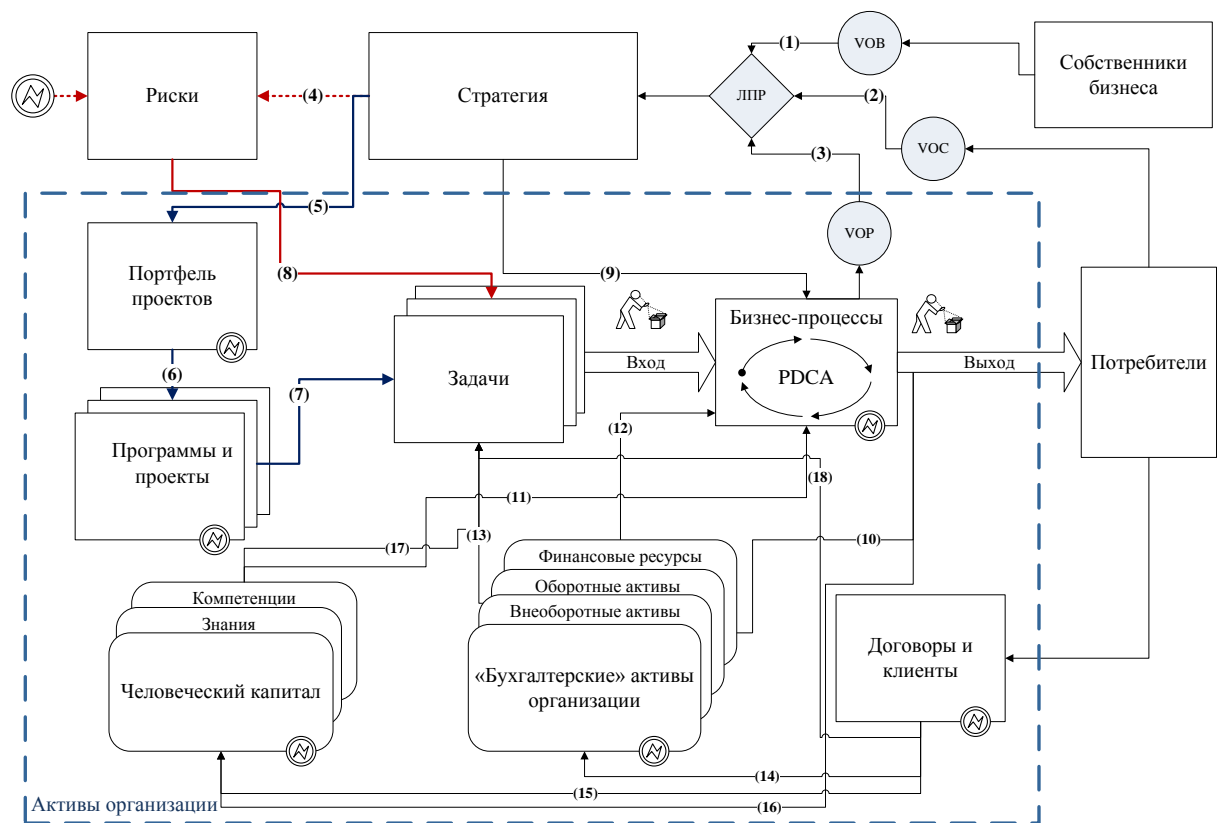 (1)
VOB
Собственники
бизнеса
Риски
(4)
Стратегия
ЛПР
(2)
(3)
VOC
(5)
VOP
Портфель
проектов
(8)
(9)
Бизнес-процессы
PDCA
Задачи
Вход
Выход
Потребители
(6)
(7)
Программы и
проекты
(12)
(18)
(11)
(17)
(13)
(10)
Финансовые ресурсы
Оборотные активы
Внеоборотные активы
«Бухгалтерские» активы
организации
Компетенции
Знания
Человеческий капитал
Договоры и
клиенты
(14)
(15)
(16)
Активы организации